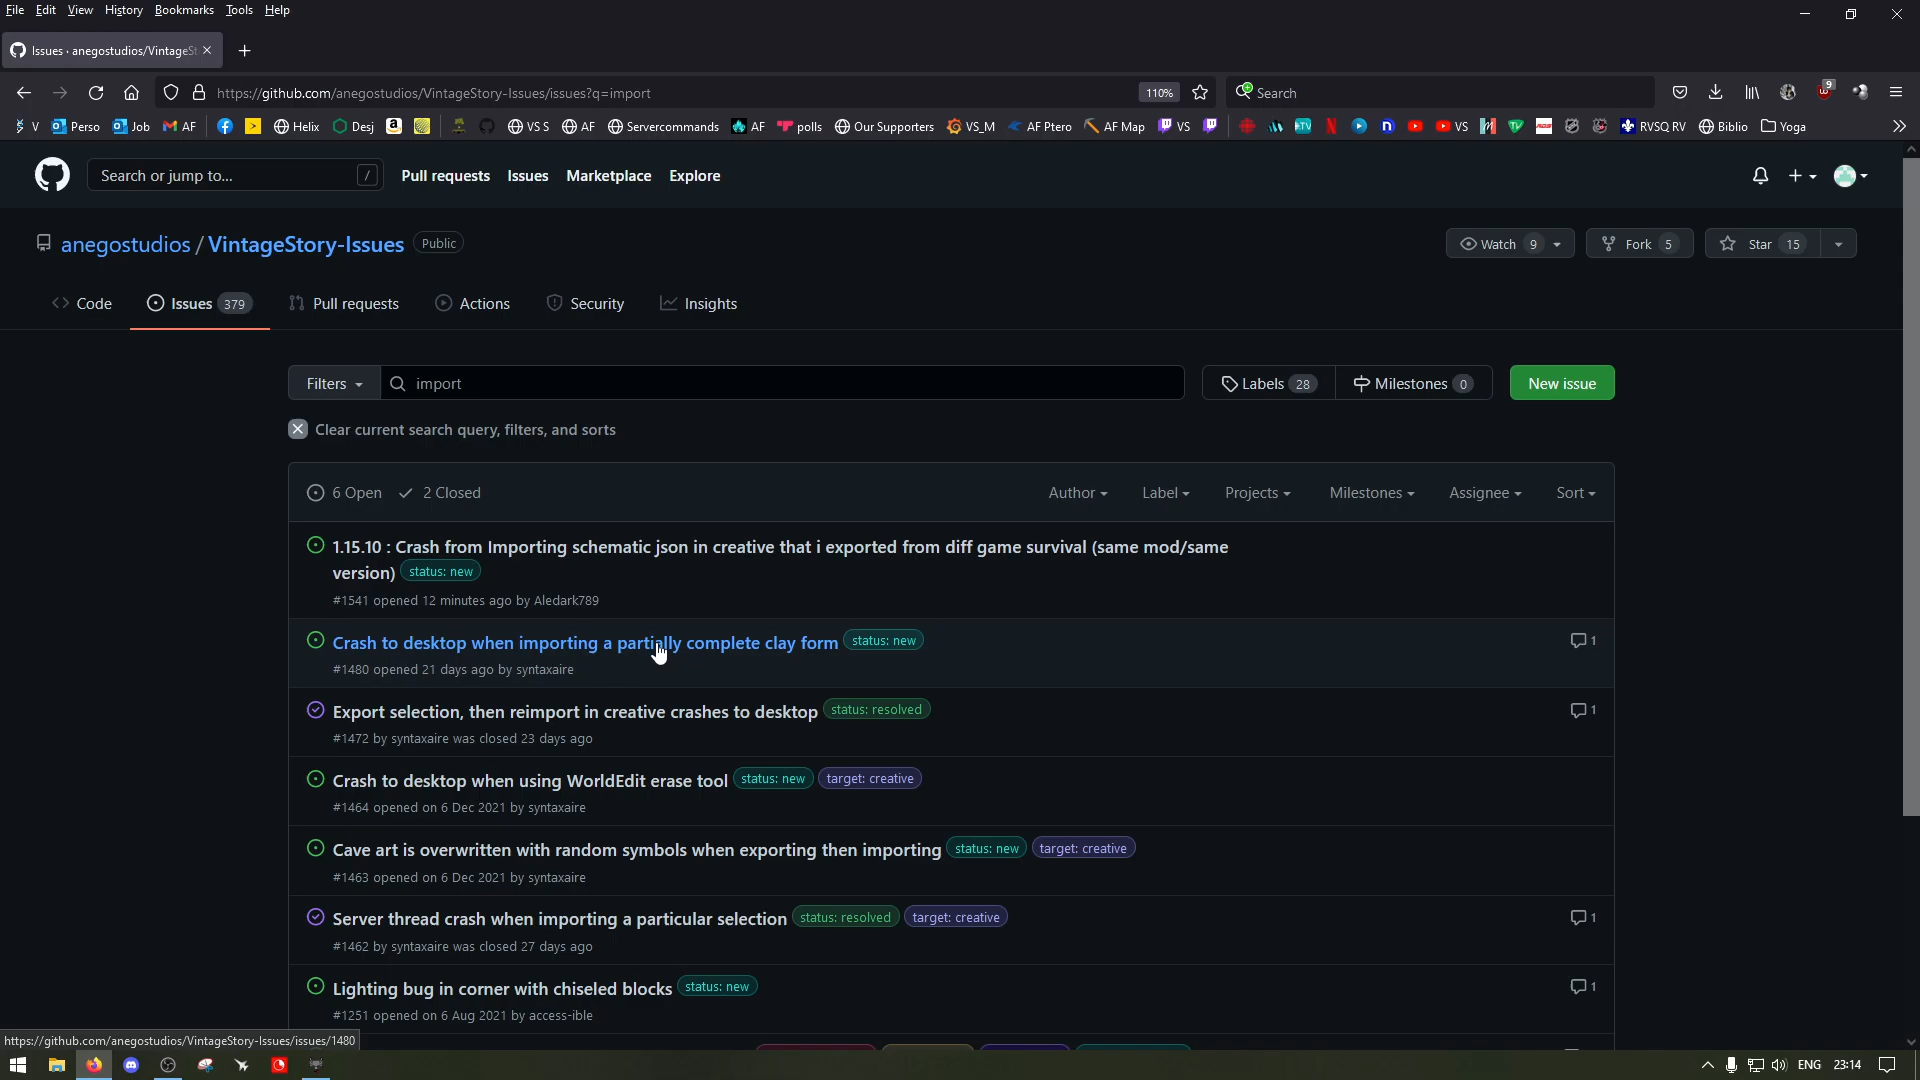 File Edit View History Bookmarks Tools Help
Issues · anegostudios/VintageSt
https://github.com/anegostudios/VintageStory-Issues/issues?q=import 110% Search 9
V Perso Job AF Helix Desj VS S AF Servercommands AF polls Our Supporters VS_M AF Ptero AF Map VS VS RVSQ RV Biblio Yoga
Search or jump to... / Pull requests Issues Marketplace Explore
anegostudios / VintageStory-Issues Public Watch 9 Fork 5 Star 15
Code Issues 379 Pull requests Actions Security Insights
Filters import Labels 28 Milestones 0 New issue
Clear current search query, filters, and sorts
6 Open 2 Closed Author Label Projects Milestones Assignee Sort
1.15.10 : Crash from Importing schematic json in creative that i exported from diff game survival (same mod/same
version) status: new
#1541 opened 12 minutes ago by Aledark789
Crash to desktop when importing a partially complete clay form status: new 1
#1480 opened 21 days ago by syntaxaire
Export selection, then reimport in creative crashes to desktop status: resolved 1
#1472 by syntaxaire was closed 23 days ago
Crash to desktop when using WorldEdit erase tool status: new target: creative
#1464 opened on 6 Dec 2021 by syntaxaire
Cave art is overwritten with random symbols when exporting then importing status: new target: creative
#1463 opened on 6 Dec 2021 by syntaxaire
Server thread crash when importing a particular selection status: resolved target: creative 1
#1462 by syntaxaire was closed 27 days ago
Lighting bug in corner with chiseled blocks status: new 1
#1251 opened on 6 Aug 2021 by access-ible
https://github.com/anegostudios/VintageStory-Issues/issues/1480
ENG 23:14